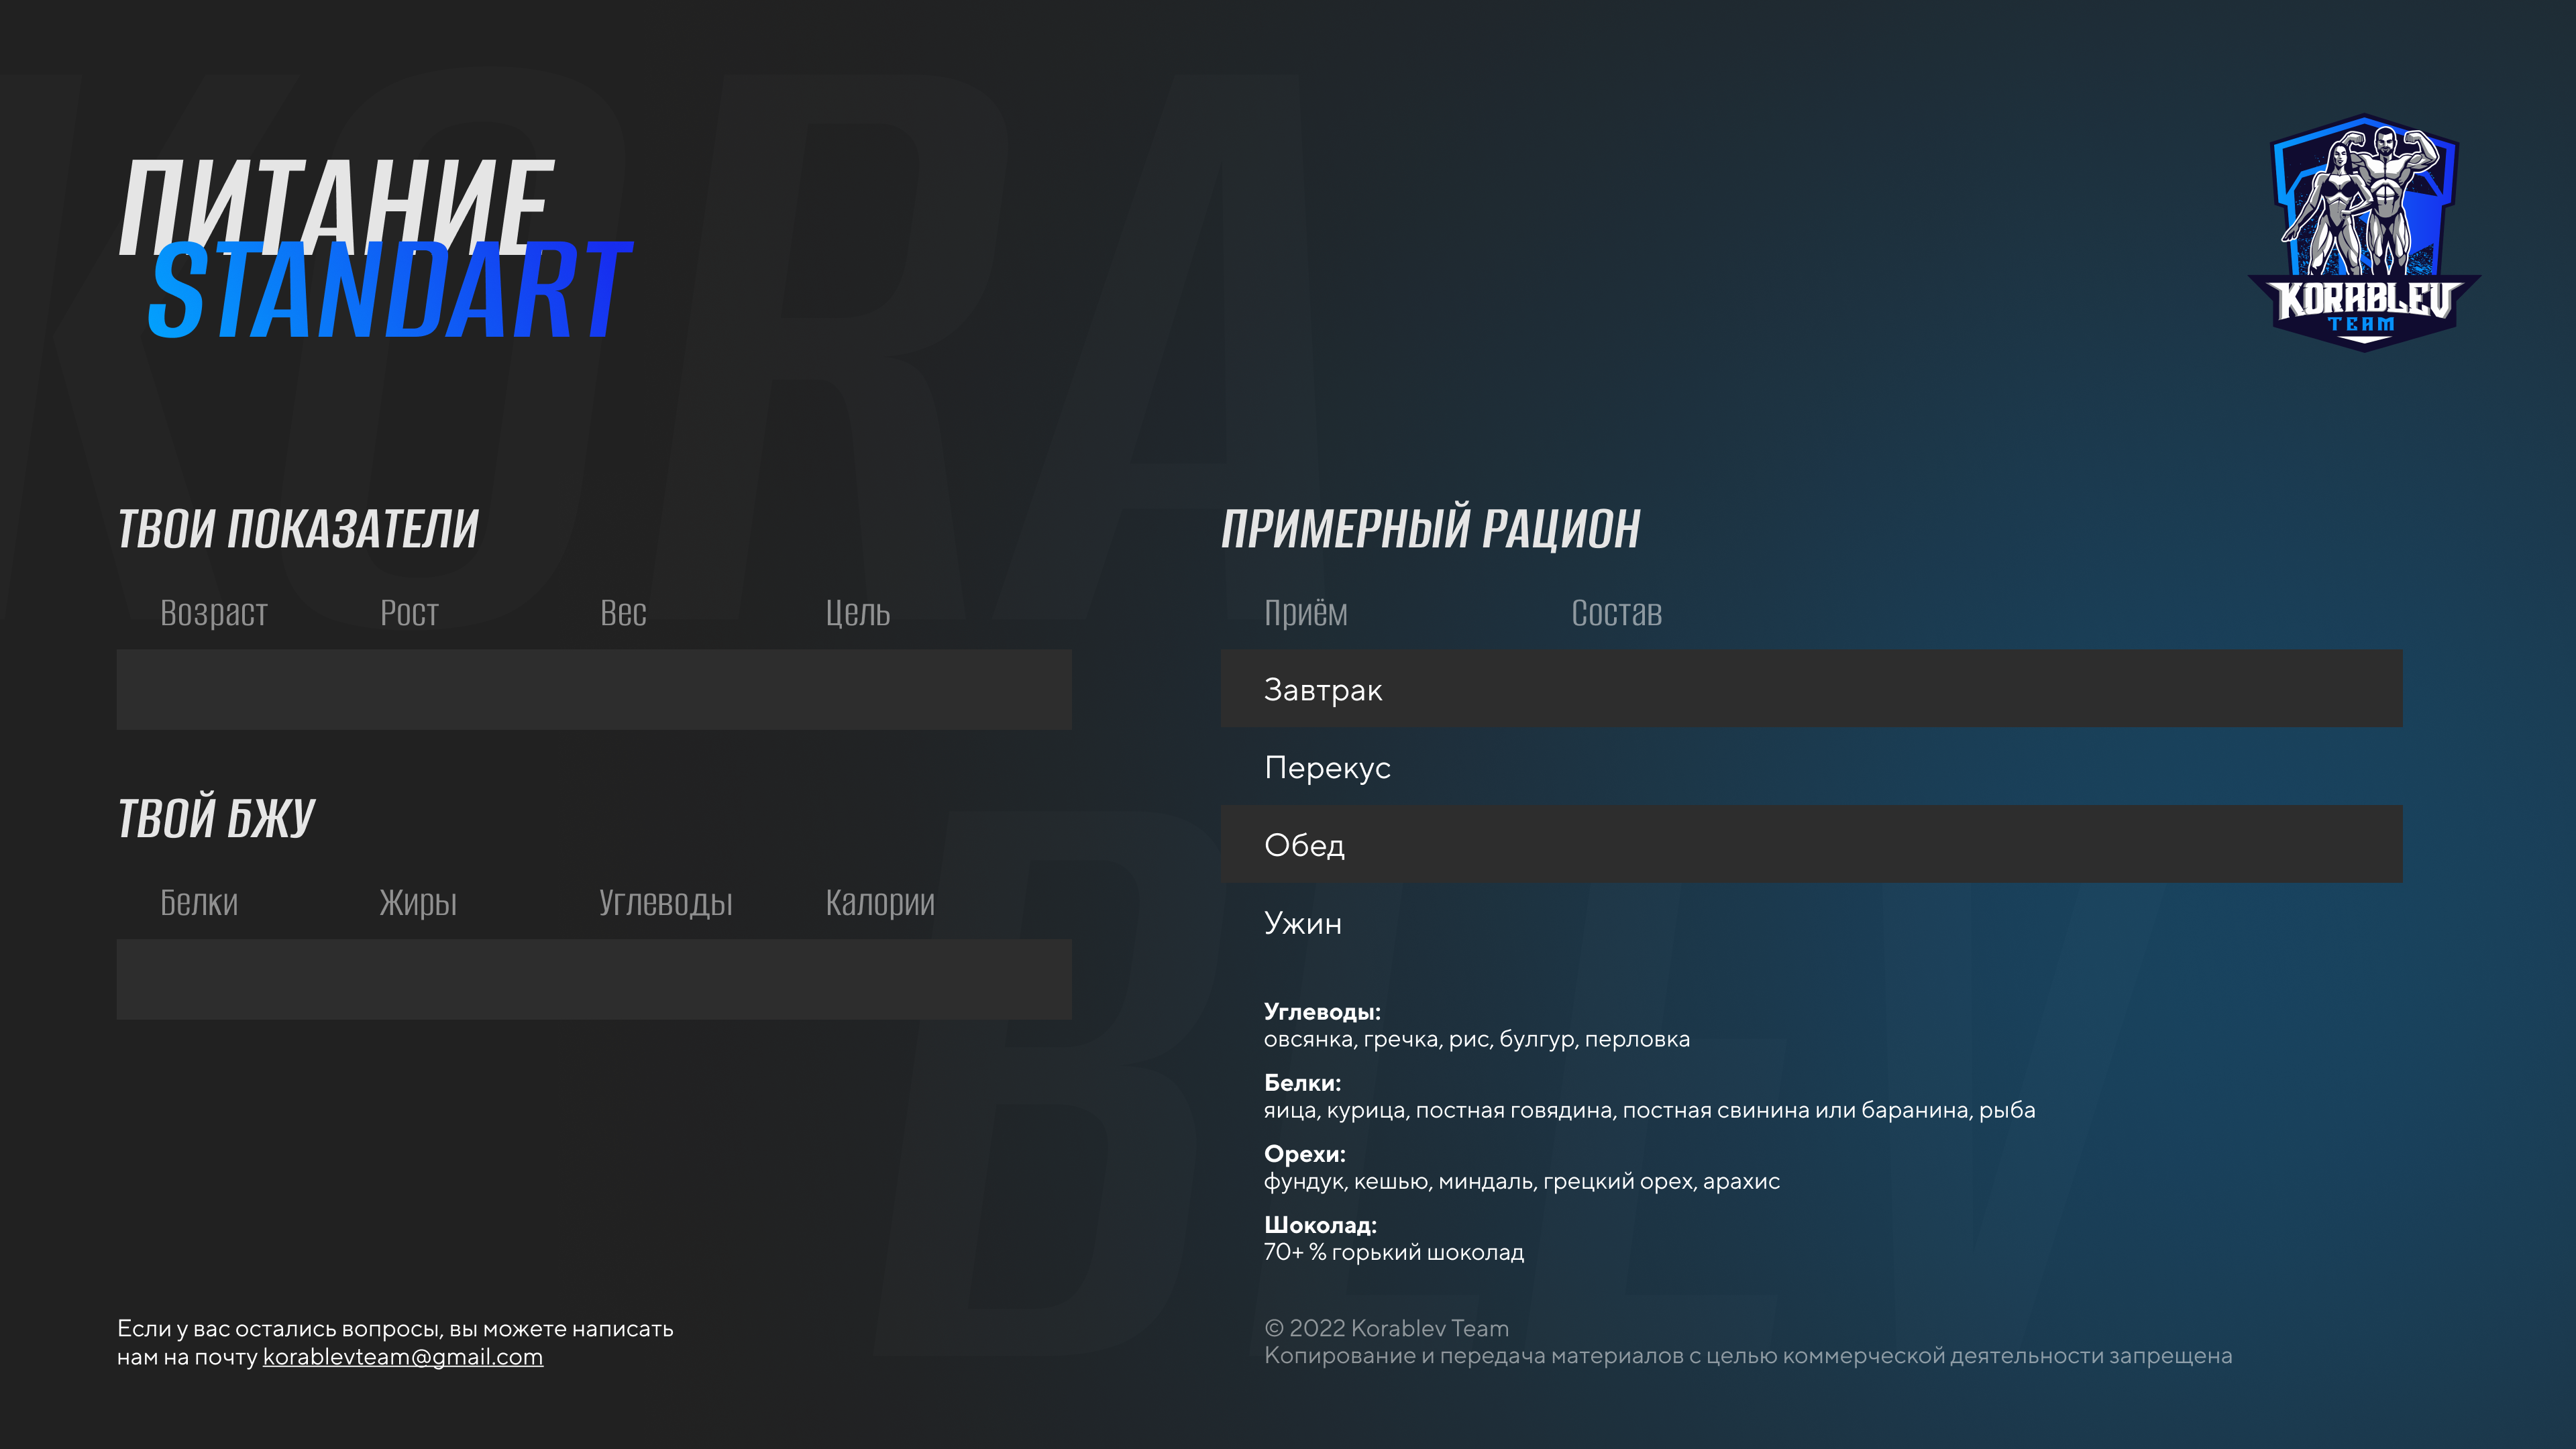 ПИТАНИЕ
STANDART
KORABLEV
TEAM
ТВОИ ПОКАЗАТЕЛИ
Возраст Рост Вес Цель
ТВОЙ БЖУ
Белки Жиры Углеводы Калории
ПРИМЕРНЫЙ РАЦИОН
Приём Состав
Завтрак
Перекус
Обед
Ужин
Углеводы:
овсянка, гречка, рис, булгур, перловка
Белки:
яица, курица, постная говядина, постная свинина или баранина, рыба
Орехи:
фундук, кешью, миндаль, грецкий орех, арахис
Шоколад:
70+ % горький шоколад
Если у вас остались вопросы, вы можете написать
нам на почту korablevteam@gmail.com
© 2022 Korablev Team
Копирование и передача материалов с целью коммерческой деятельности запрещена
KORA
BLEV